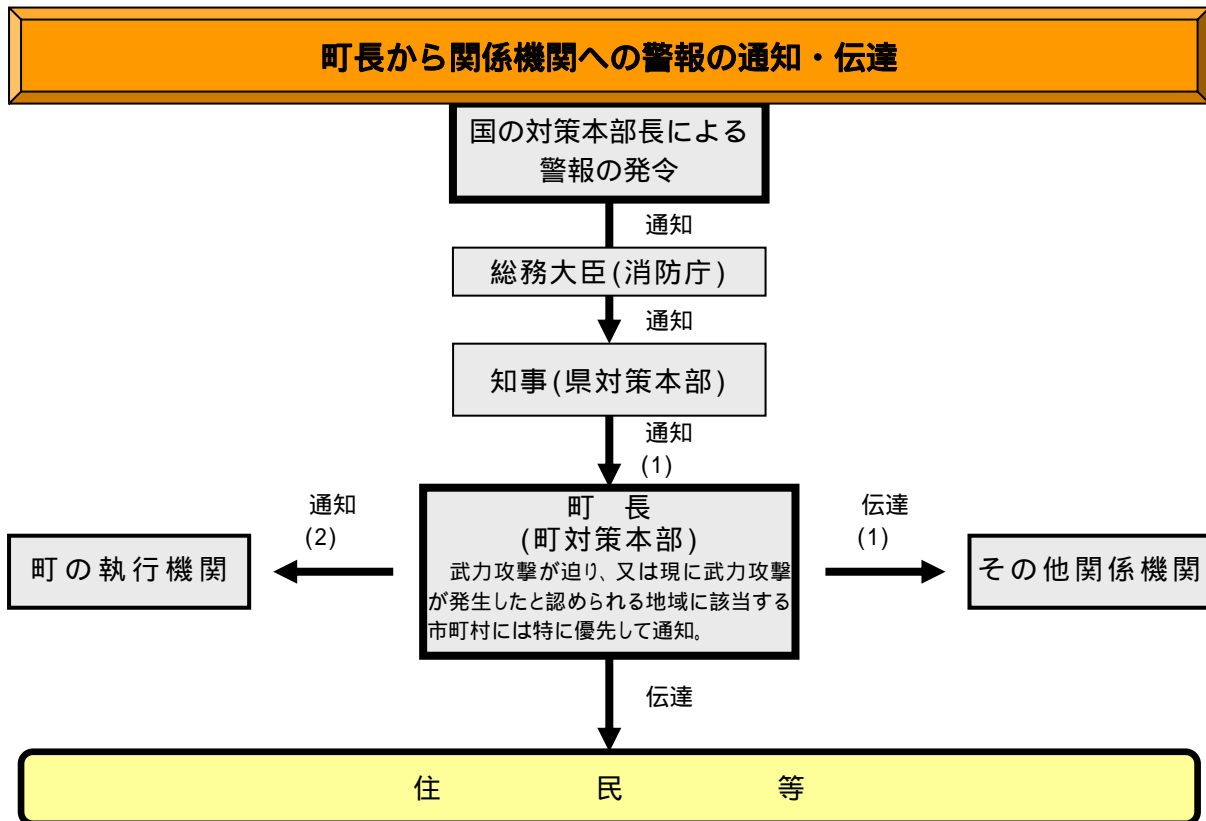 町長から関係機関への警報の通知・伝達
国の対策本部長による
警報の発令
通知
総務大臣(消防庁)
通知
知事(県対策本部)
通知
(1)
町　長
(町対策本部)
武力攻撃が迫り、又は現に武力攻撃
が発生したと認められる地域に該当する
市町村には特に優先して通知。
通知
(2)
町の執行機関
伝達
(1)
その他関係機関
伝達
住　民　等